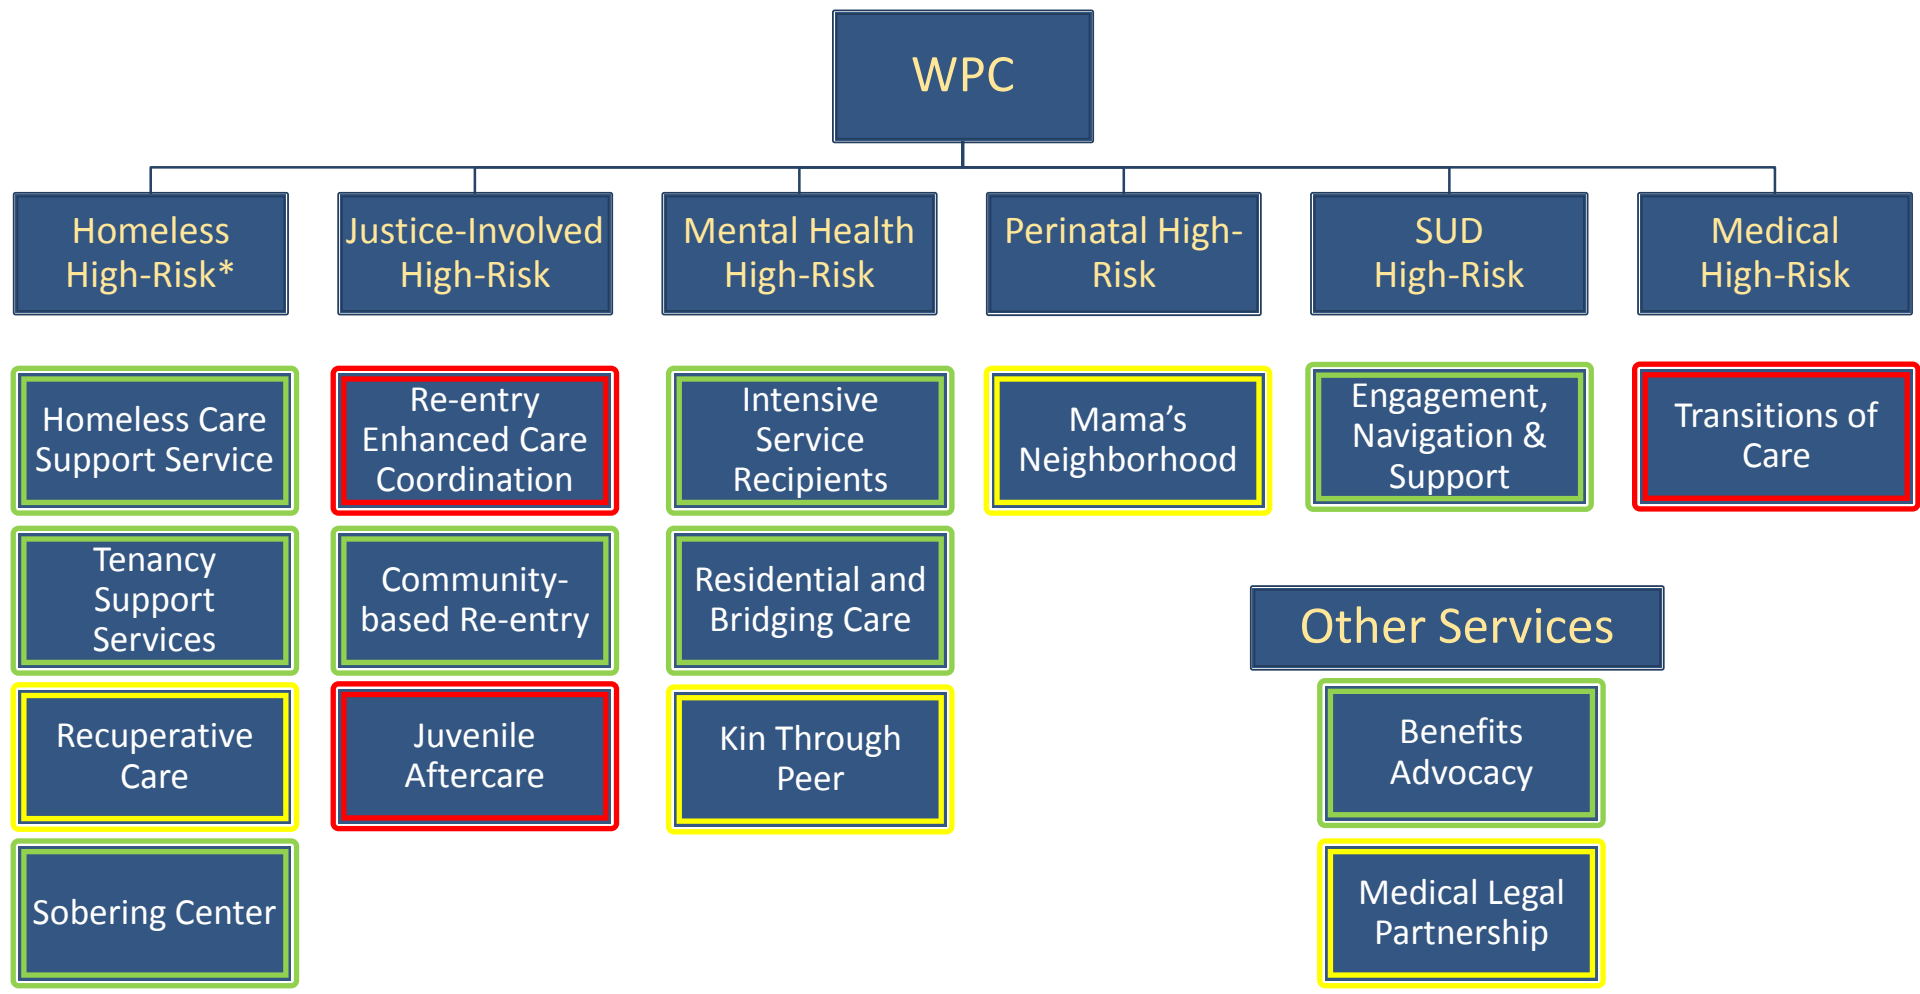 WPC
Homeless
High-Risk*
Justice-Involved
High-Risk
Mental Health
High-Risk
Perinatal High-
Risk
SUD
High-Risk
Medical
High-Risk
Homeless Care
Support Service
Re-entry
Enhanced Care
Coordination
Intensive
Service
Recipients
Mama’s
Neighborhood
Engagement,
Navigation &
Support
Transitions of
Care
Tenancy
Support
Services
Community-
based Re-entry
Residential and
Bridging Care
Other Services
Recuperative
Care
Juvenile
Aftercare
Kin Through
Peer
Benefits
Advocacy
Sobering Center
Medical Legal
Partnership